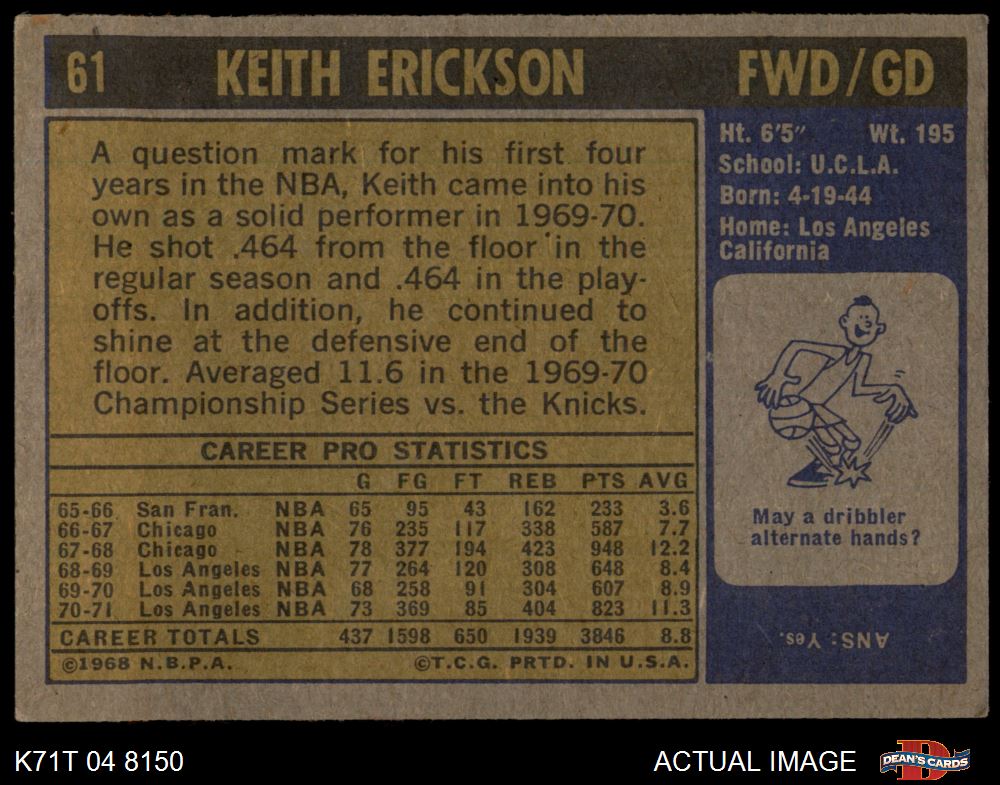 61 KEITH ERICKSON FWD/GD
A question mark for his first four
years in the NBA, Keith came into his
own as a solid performer in 1969-70.
He shot .464 from the floor in the
regular season and .464 in the play-
offs. In addition, he continued to
shine at the defensive end of the
floor. Averaged 11.6 in the 1969-70
Championship Series vs. the Knicks.
CAREER PRO STATISTICS
G FG FT REB PTS AVG
65-66 San Fran. NBA 65 95 43 162 233 3.6
66-67 Chicago NBA 76 235 117 338 587 7.7
67-68 Chicago NBA 78 377 194 423 948 12.2
68-69 Los Angeles NBA 77 264 120 308 648 8.4
69-70 Los Angeles NBA 68 258 91 304 607 8.9
70-71 Los Angeles NBA 73 369 85 404 823 11.3
CAREER TOTALS 437 1598 650 1939 3846 8.8
©1968 N.B.P.A. ©T.C.G. PRTD. IN U.S.A.
Ht. 6'5" Wt. 195
School: U.C.L.A.
Born: 4-19-44
Home: Los Angeles
California
May a dribbler
alternate hands?
ANS: Yes.
K71T 04 8150 ACTUAL IMAGE DEAN'S CARDS